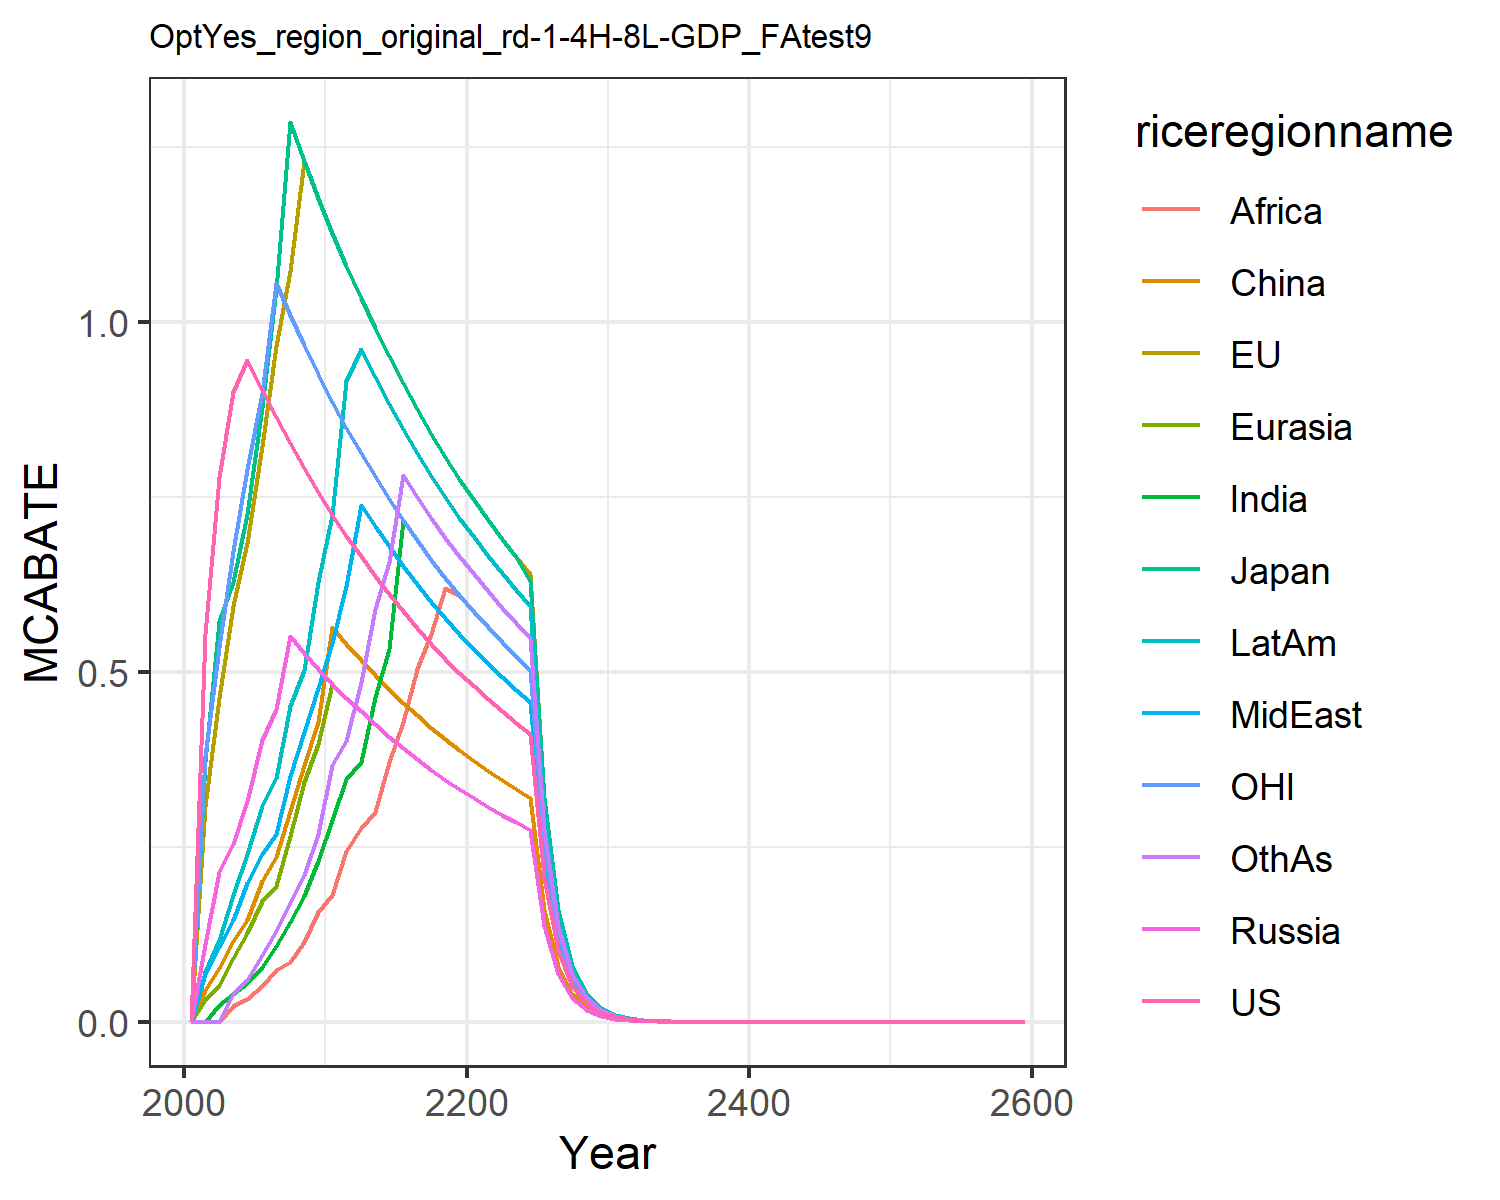 OptYes_region_original_rd-1-4H-8L-GDP_FAtest9
MCABATE
1.0
0.5
0.0
2000
2200
2400
2600
Year
riceregionname
Africa
China
EU
Eurasia
India
Japan
LatAm
MidEast
OHI
OthAs
Russia
US